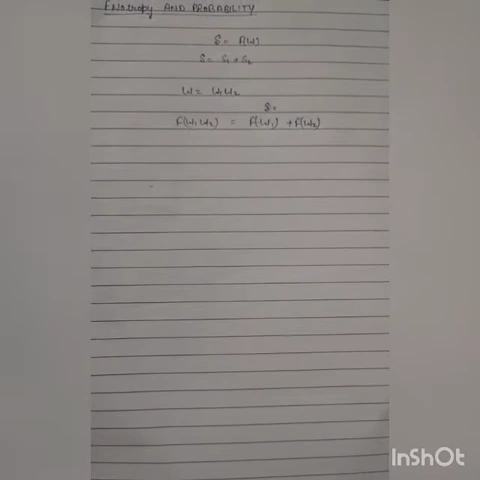 ENtropy AND PROBABILITY
S = F(W)
S = S₁ + S₂
W = W₁W₂
S =
F(W₁W₂) = F(W₁) + F(W₂)
InShOt